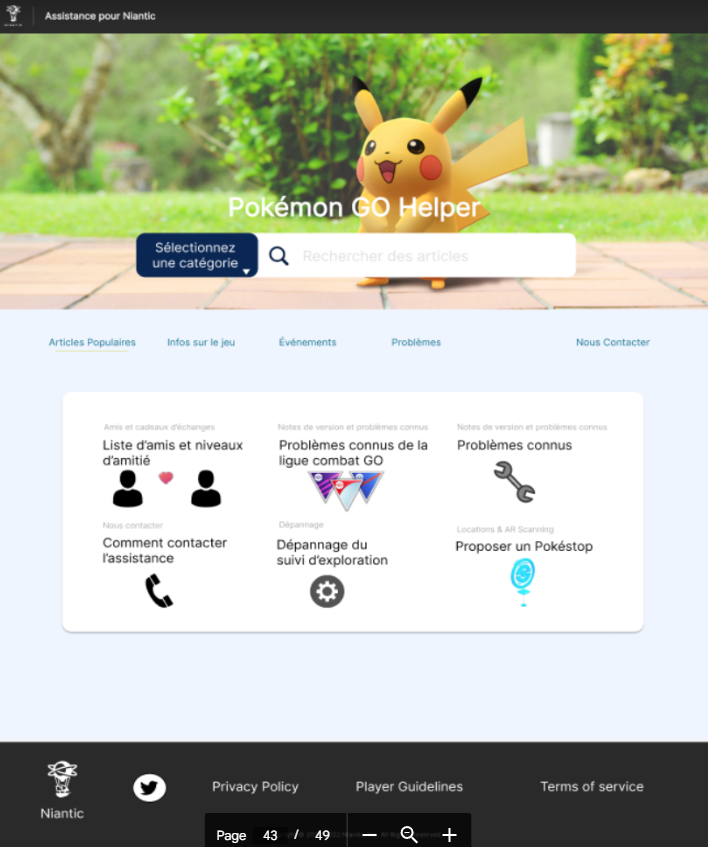 NIANTIC
Assistance pour Niantic
Pokémon GO Helper
Sélectionnez
une catégorie
Rechercher des articles
Articles Populaires
Infos sur le jeu
Événements
Problèmes
Nous Contacter
Amis et cadeaux d'échanges
Liste d'amis et niveaux
d'amitié
Notes de version et problèmes connus
Problèmes connus de la
ligue combat GO
Notes de version et problèmes connus
Problèmes connus
Nous contacter
Comment contacter
l'assistance
Dépannage
Dépannage du
suivi d'exploration
Locations & AR Scanning
Proposer un Pokéstop
Niantic
Privacy Policy
Player Guidelines
Terms of service
Page 43 / 49